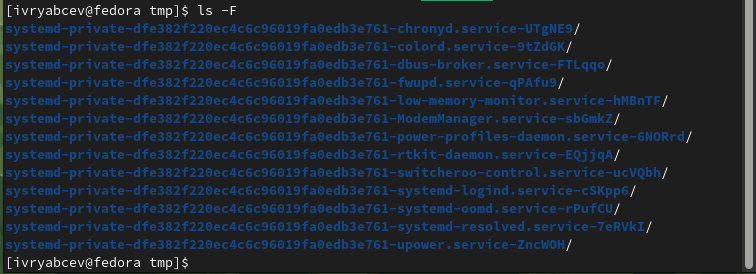 [ivryabcev@fedora tmp]$ ls -F
systemd-private-dfe382f220ec4c6c96019fa0edb3e761-chronyd.service-UTgNE9/
systemd-private-dfe382f220ec4c6c96019fa0edb3e761-colord.service-9tZdGK/
systemd-private-dfe382f220ec4c6c96019fa0edb3e761-dbus-broker.service-FTLqqo/
systemd-private-dfe382f220ec4c6c96019fa0edb3e761-fwupd.service-qPAfu9/
systemd-private-dfe382f220ec4c6c96019fa0edb3e761-low-memory-monitor.service-hMBnTF/
systemd-private-dfe382f220ec4c6c96019fa0edb3e761-ModemManager.service-sbGmkZ/
systemd-private-dfe382f220ec4c6c96019fa0edb3e761-power-profiles-daemon.service-6NORrd/
systemd-private-dfe382f220ec4c6c96019fa0edb3e761-rtkit-daemon.service-EQjjqA/
systemd-private-dfe382f220ec4c6c96019fa0edb3e761-switcheroo-control.service-ucVQbh/
systemd-private-dfe382f220ec4c6c96019fa0edb3e761-systemd-logind.service-cSKpp6/
systemd-private-dfe382f220ec4c6c96019fa0edb3e761-systemd-oomd.service-rPufCU/
systemd-private-dfe382f220ec4c6c96019fa0edb3e761-systemd-resolved.service-7eRVkI/
systemd-private-dfe382f220ec4c6c96019fa0edb3e761-upower.service-ZncWOH/
[ivryabcev@fedora tmp]$